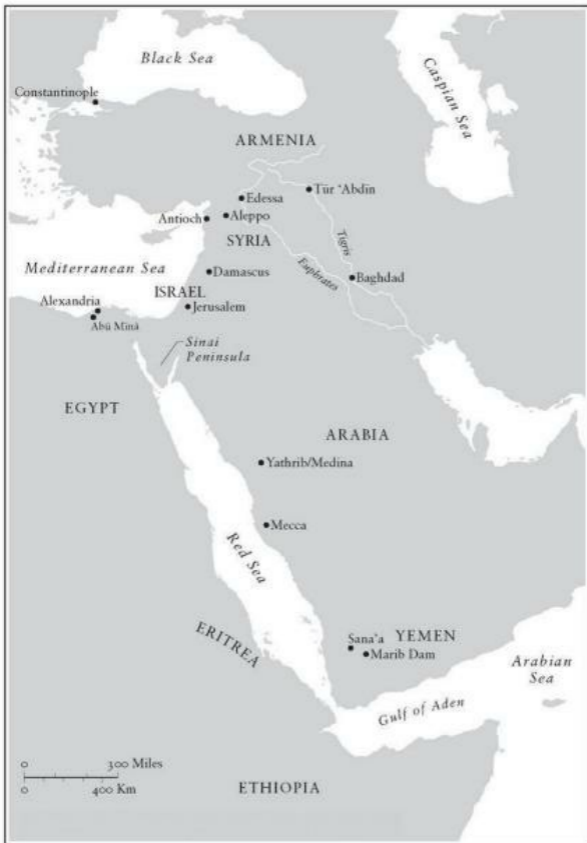 Black Sea
Constantinople
Caspian Sea
ARMENIA
Tūr ‘Abdīn
Edessa
Antioch
Aleppo
SYRIA
Tigris
Mediterranean Sea
Damascus
Euphrates
Baghdad
Alexandria
ISRAEL
Jerusalem
Abū Mīnā
Sinai
Peninsula
EGYPT
ARABIA
Yathrib/Medina
Mecca
Red Sea
ERITREA
Sana‘a
YEMEN
Marib Dam
Arabian
Sea
Gulf of Aden
0 300 Miles
0 400 Km
ETHIOPIA